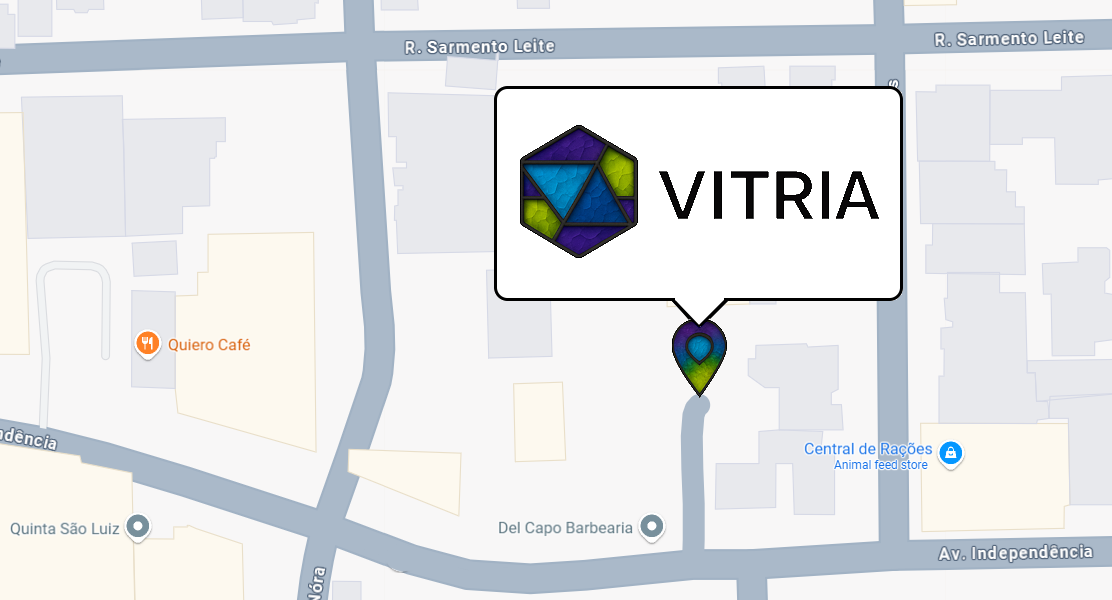 R. Sarmento Leite
R. Sarmento Leite
s
VITRIA
Quiero Café
dência
Central de Rações
Animal feed store
Quinta São Luiz
Del Capo Barbearia
Av. Independência
Nóra